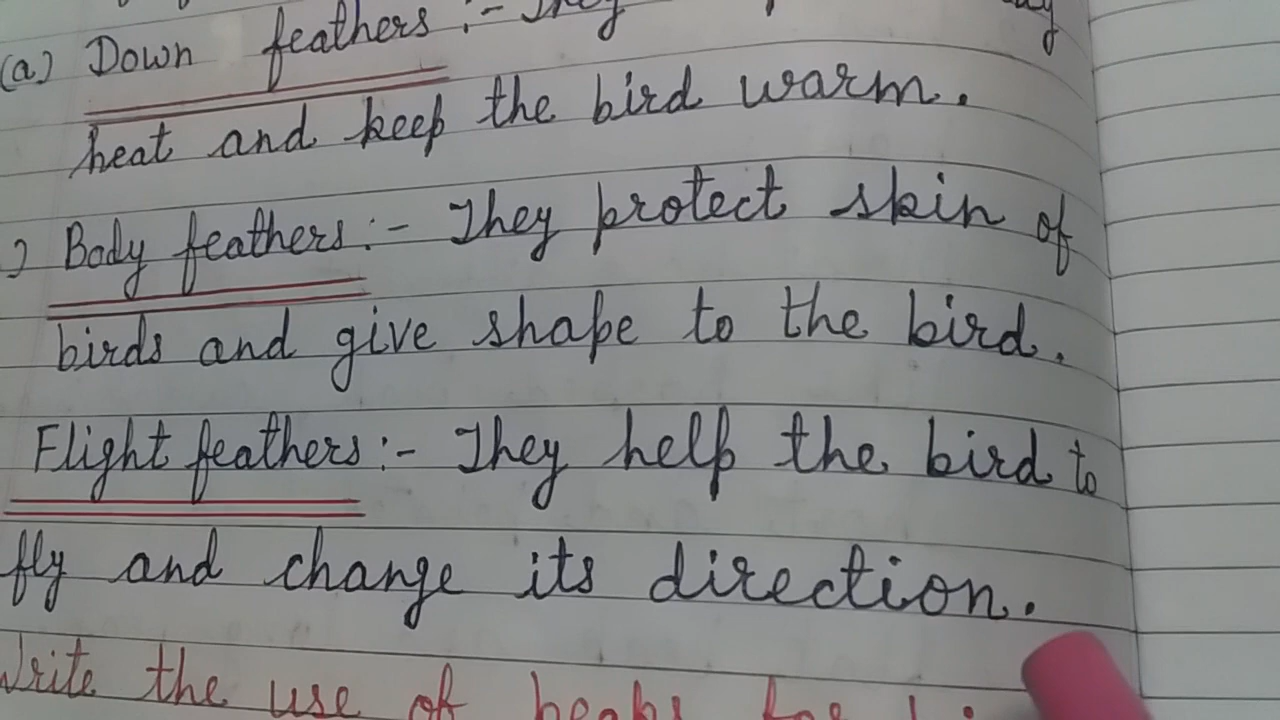 (a) Down feathers :- They
heat and keep the bird warm.
) Body feathers :- They protect skin of
birds and give shape to the bird.
Flight feathers :- They help the bird to
fly and change its direction.
Write the use of